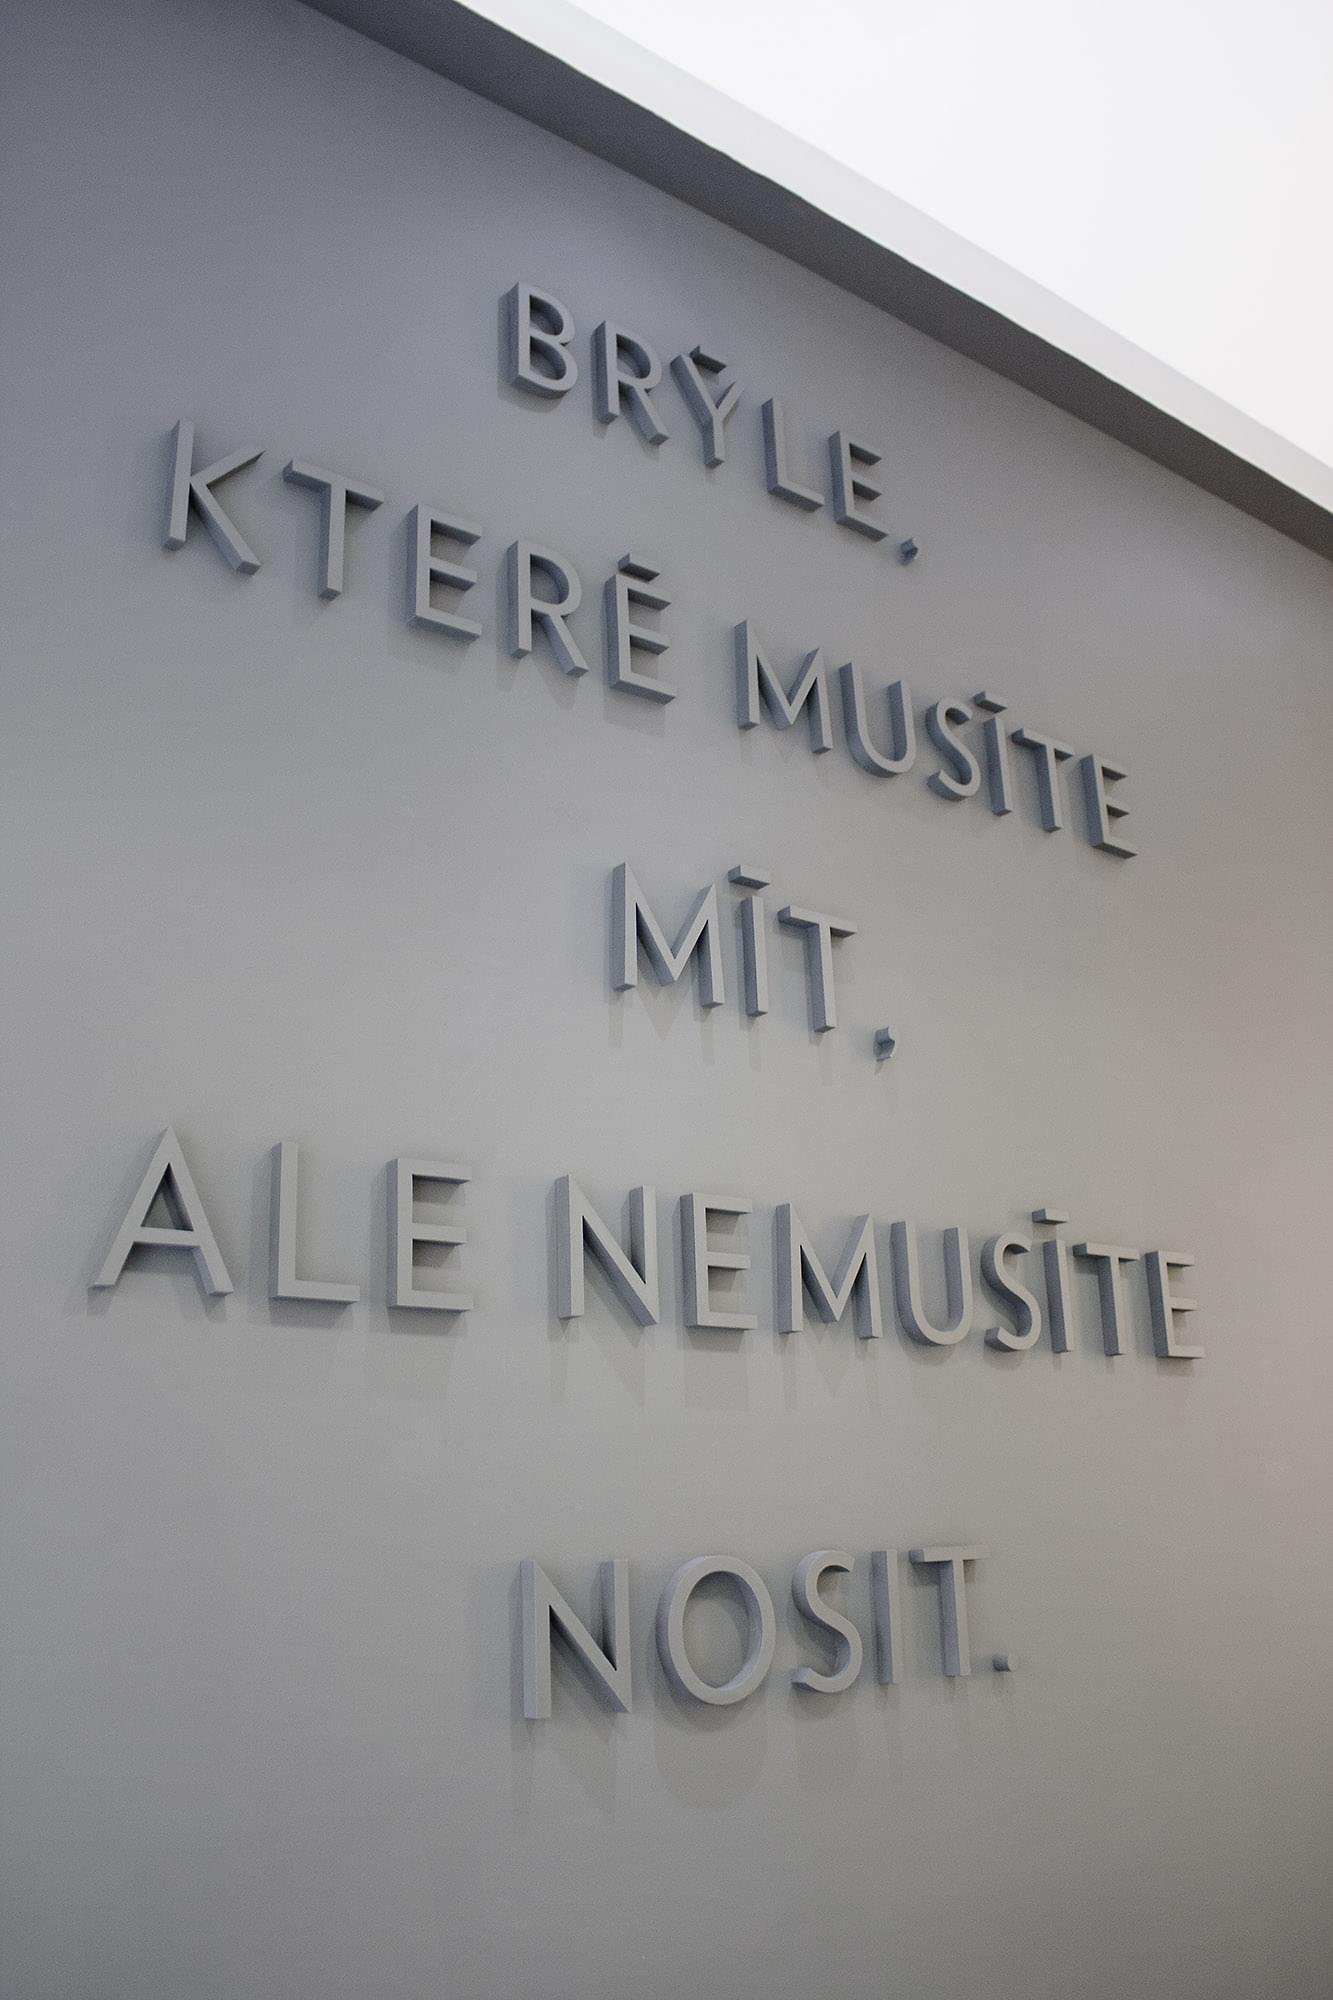 BRÝLE,
KTERÉ MUSÍTE
MÍT,
ALE NEMUSÍTE
NOSIT.